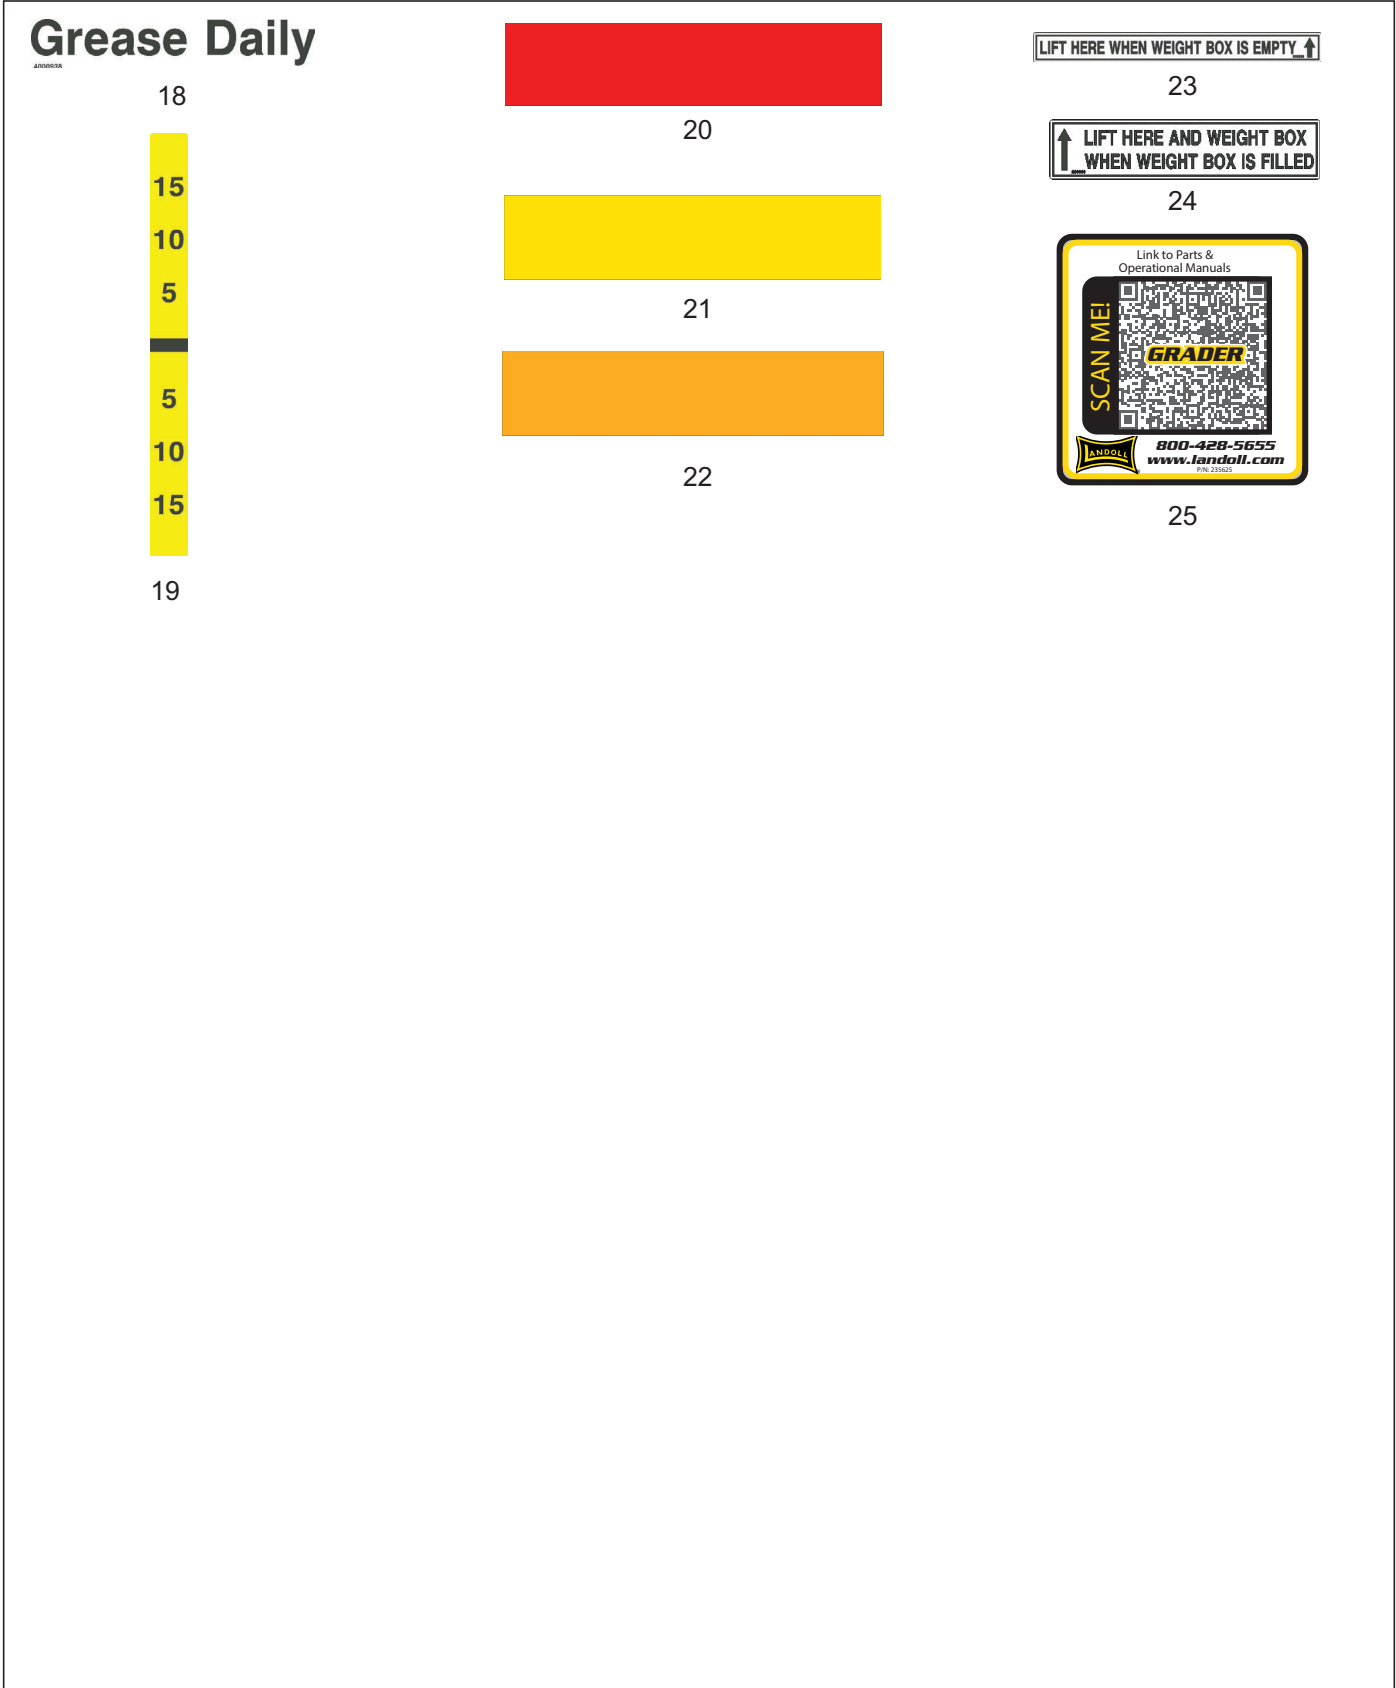 Grease Daily
18
15
10
5
5
10
15
19
20
21
22
LIFT HERE WHEN WEIGHT BOX IS EMPTY
23
LIFT HERE AND WEIGHT BOX
WHEN WEIGHT BOX IS FILLED
24
Link to Parts &
Operational Manuals
SCAN ME!
GRADER
LANDOLL
800-428-5655
www.landoll.com
P/N: 235625
25